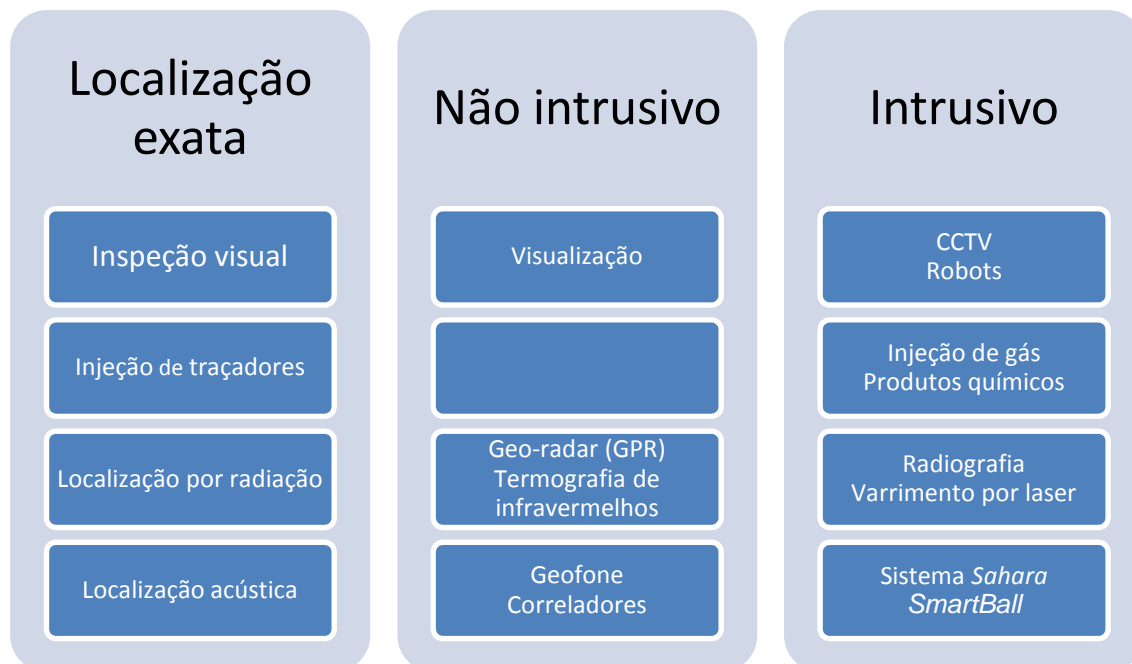 Localização
exata
Inspeção visual
Injeção de traçadores
Localização por radiação
Localização acústica
Não intrusivo
Visualização
Geo-radar (GPR)
Termografia de
infravermelhos
Geofone
Correladores
Intrusivo
CCTV
Robots
Injeção de gás
Produtos químicos
Radiografia
Varrimento por laser
Sistema Sahara
SmartBall